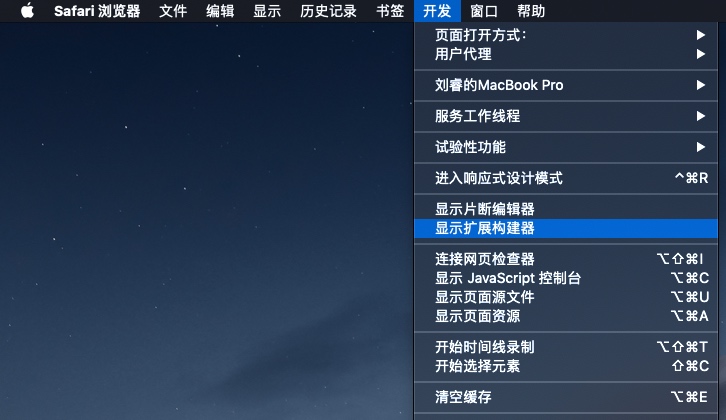 Safari 浏览器 文件 编辑 显示 历史记录 书签 开发 窗口 帮助
页面打开方式：
用户代理
刘睿的MacBook Pro
服务工作线程
试验性功能
进入响应式设计模式 ^⌘R
显示片断编辑器
显示扩展构建器
连接网页检查器 ⌥⇧⌘I
显示 JavaScript 控制台 ⌥⌘C
显示页面源文件 ⌥⌘U
显示页面资源 ⌥⌘A
开始时间线录制 ⌥⇧⌘T
开始选择元素 ⇧⌘C
清空缓存 ⌥⌘E